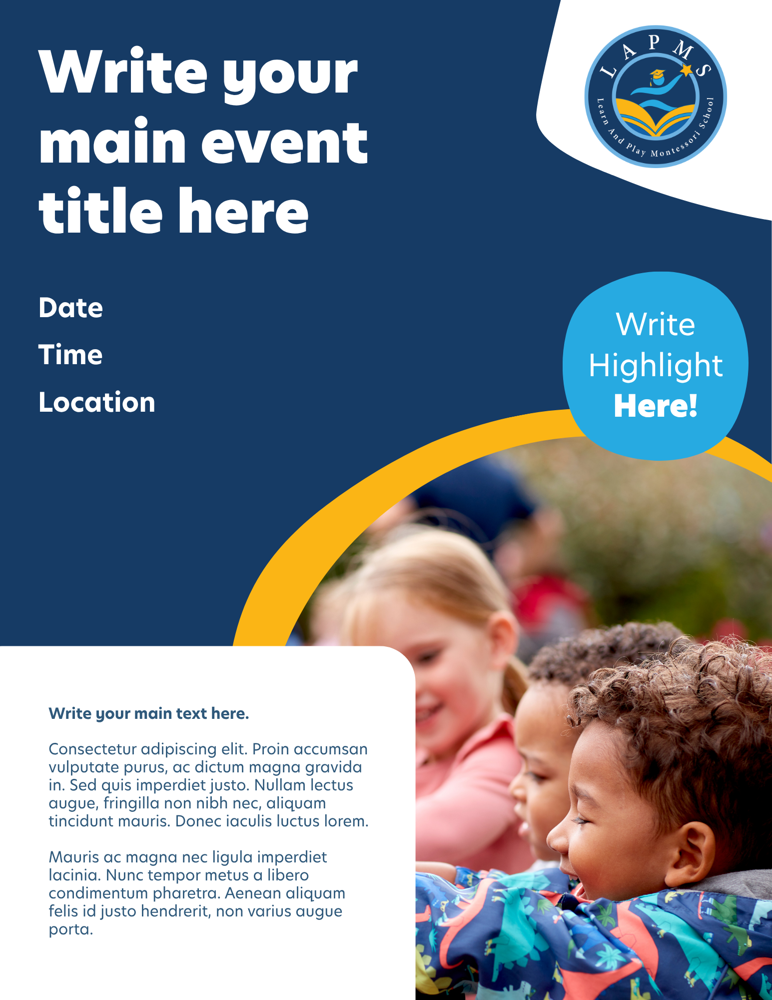 Write your
main event
title here
L A P M S
Learn And Play Montessori School
Date
Time
Location
Write
Highlight
Here!
Write your main text here.
Consectetur adipiscing elit. Proin accumsan
vulputate purus, ac dictum magna gravida
in. Sed quis imperdiet justo. Nullam lectus
augue, fringilla non nibh nec, aliquam
tincidunt mauris. Donec iaculis luctus lorem.
Mauris ac magna nec ligula imperdiet
lacinia. Nunc tempor metus a libero
condimentum pharetra. Aenean aliquam
felis id justo hendrerit, non varius augue
porta.